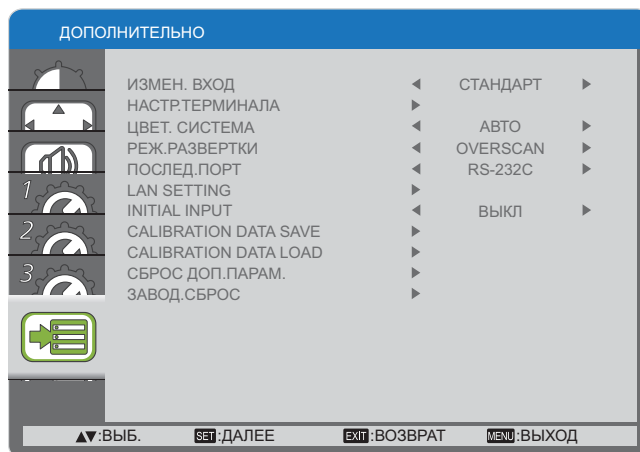 ДОПОЛНИТЕЛЬНО
ИЗМЕН. ВХОД СТАНДАРТ
НАСТР.ТЕРМИНАЛА
ЦВЕТ. СИСТЕМА АВТО
РЕЖ.РАЗВЕРТКИ OVERSCAN
ПОСЛЕД.ПОРТ RS-232C
1 LAN SETTING
INITIAL INPUT ВЫКЛ
2 CALIBRATION DATA SAVE
CALIBRATION DATA LOAD
3 СБРОС ДОП.ПАРАМ.
ЗАВОД.СБРОС
:ВЫБ. SET:ДАЛЕЕ EXIT:ВОЗВРАТ MENU:ВЫХОД